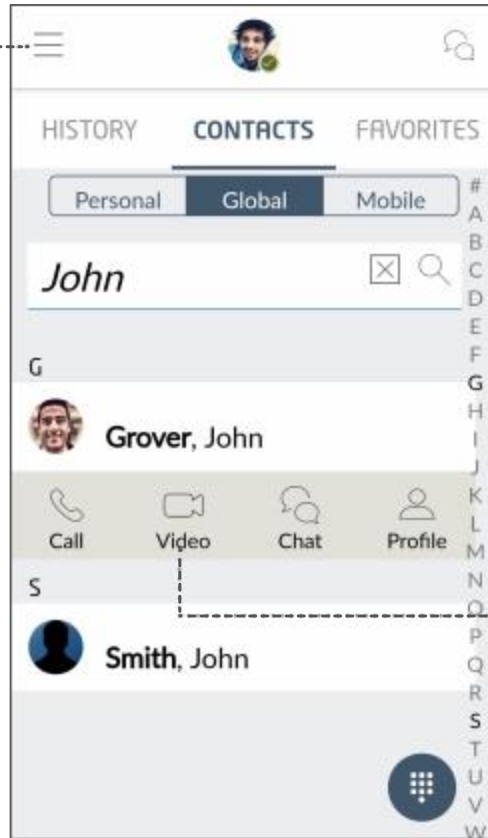 HISTORY CONTACTS FAVORITES
Personal Global Mobile
John
G
Grover, John
Call Video Chat Profile
S
Smith, John
#
A
B
C
D
E
F
G
H
I
J
K
L
M
N
O
P
Q
R
S
T
U
V
W